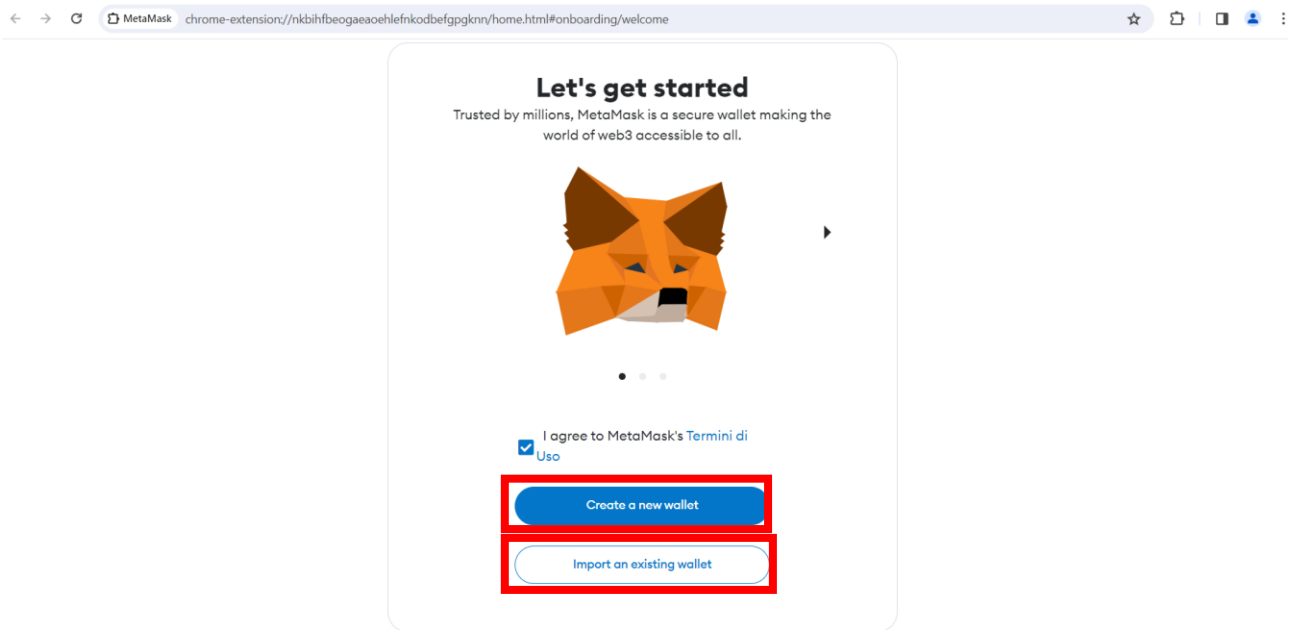 MetaMask chrome-extension://nkbihfbeogaeaoehlefnkodbefgpgknn/home.html#onboarding/welcome
Let's get started
Trusted by millions, MetaMask is a secure wallet making the
world of web3 accessible to all.
I agree to MetaMask's Termini di
Uso
Create a new wallet
Import an existing wallet